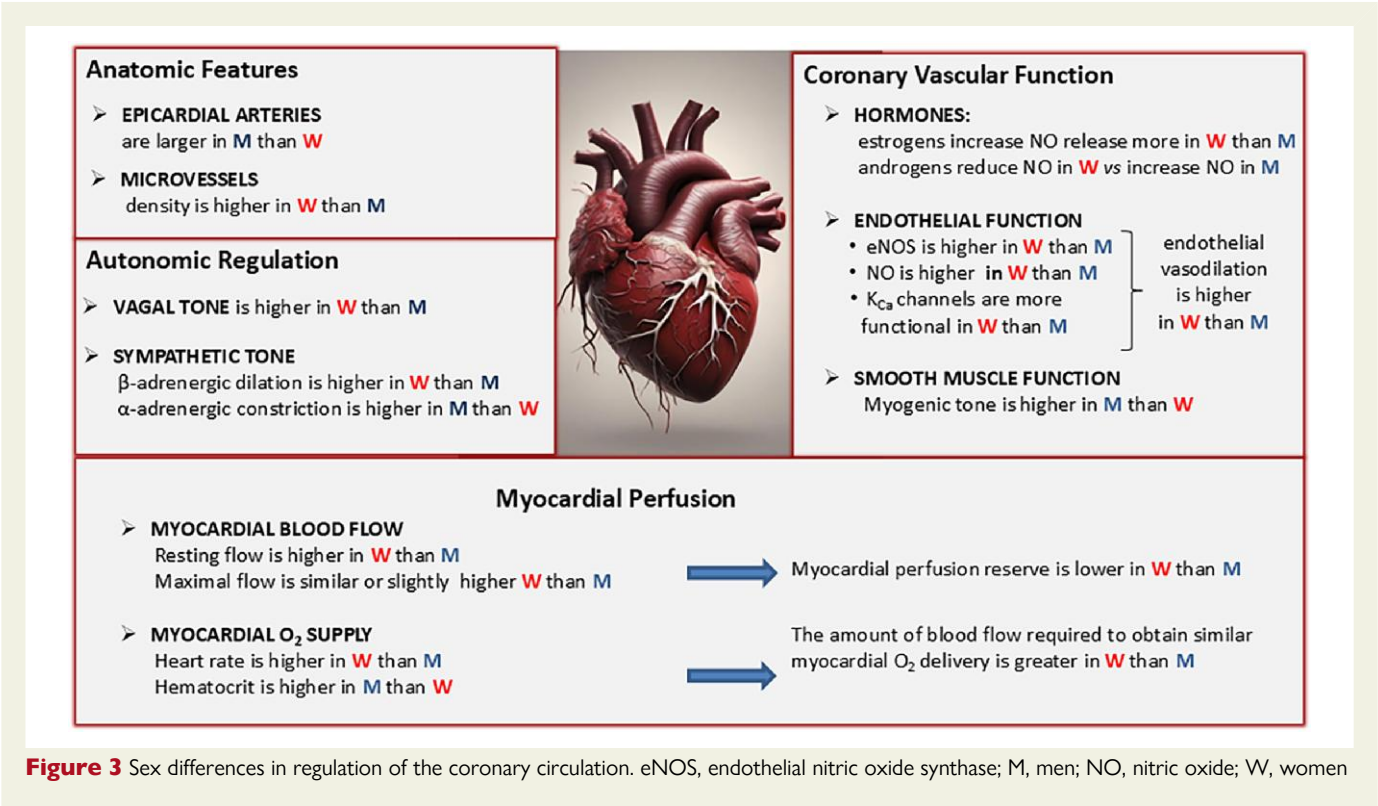 Anatomic Features
➢ EPICARDIAL ARTERIES
are larger in M than W
➢ MICROVESSELS
density is higher in W than M
Autonomic Regulation
➢ VAGAL TONE is higher in W than M
➢ SYMPATHETIC TONE
β-adrenergic dilation is higher in W than M
α-adrenergic constriction is higher in M than W
Coronary Vascular Function
➢ HORMONES:
estrogens increase NO release more in W than M
androgens reduce NO in W vs increase NO in M
➢ ENDOTHELIAL FUNCTION
• eNOS is higher in W than M
• NO is higher in W than M
• K_Ca channels are more
functional in W than M
endothelial
vasodilation
is higher
in W than M
➢ SMOOTH MUSCLE FUNCTION
Myogenic tone is higher in M than W
Myocardial Perfusion
➢ MYOCARDIAL BLOOD FLOW
Resting flow is higher in W than M
Maximal flow is similar or slightly higher W than M
Myocardial perfusion reserve is lower in W than M
➢ MYOCARDIAL O₂ SUPPLY
Heart rate is higher in W than M
Hematocrit is higher in M than W
The amount of blood flow required to obtain similar
myocardial O₂ delivery is greater in W than M
Figure 3 Sex differences in regulation of the coronary circulation. eNOS, endothelial nitric oxide synthase; M, men; NO, nitric oxide; W, women